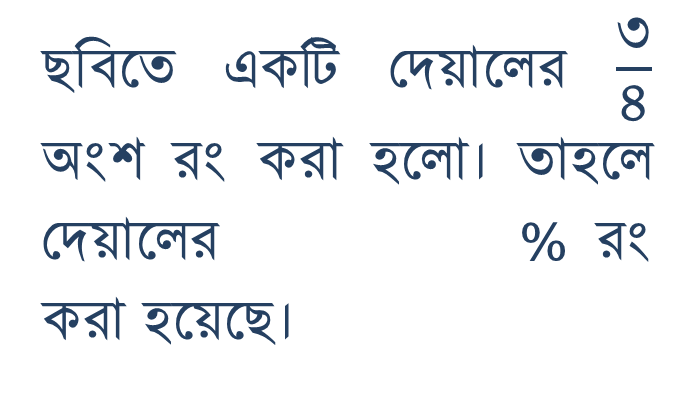 ছবিতে একটি দেয়ালের ৩/৪
অংশ রং করা হলো। তাহলে
দেয়ালের % রং
করা হয়েছে।